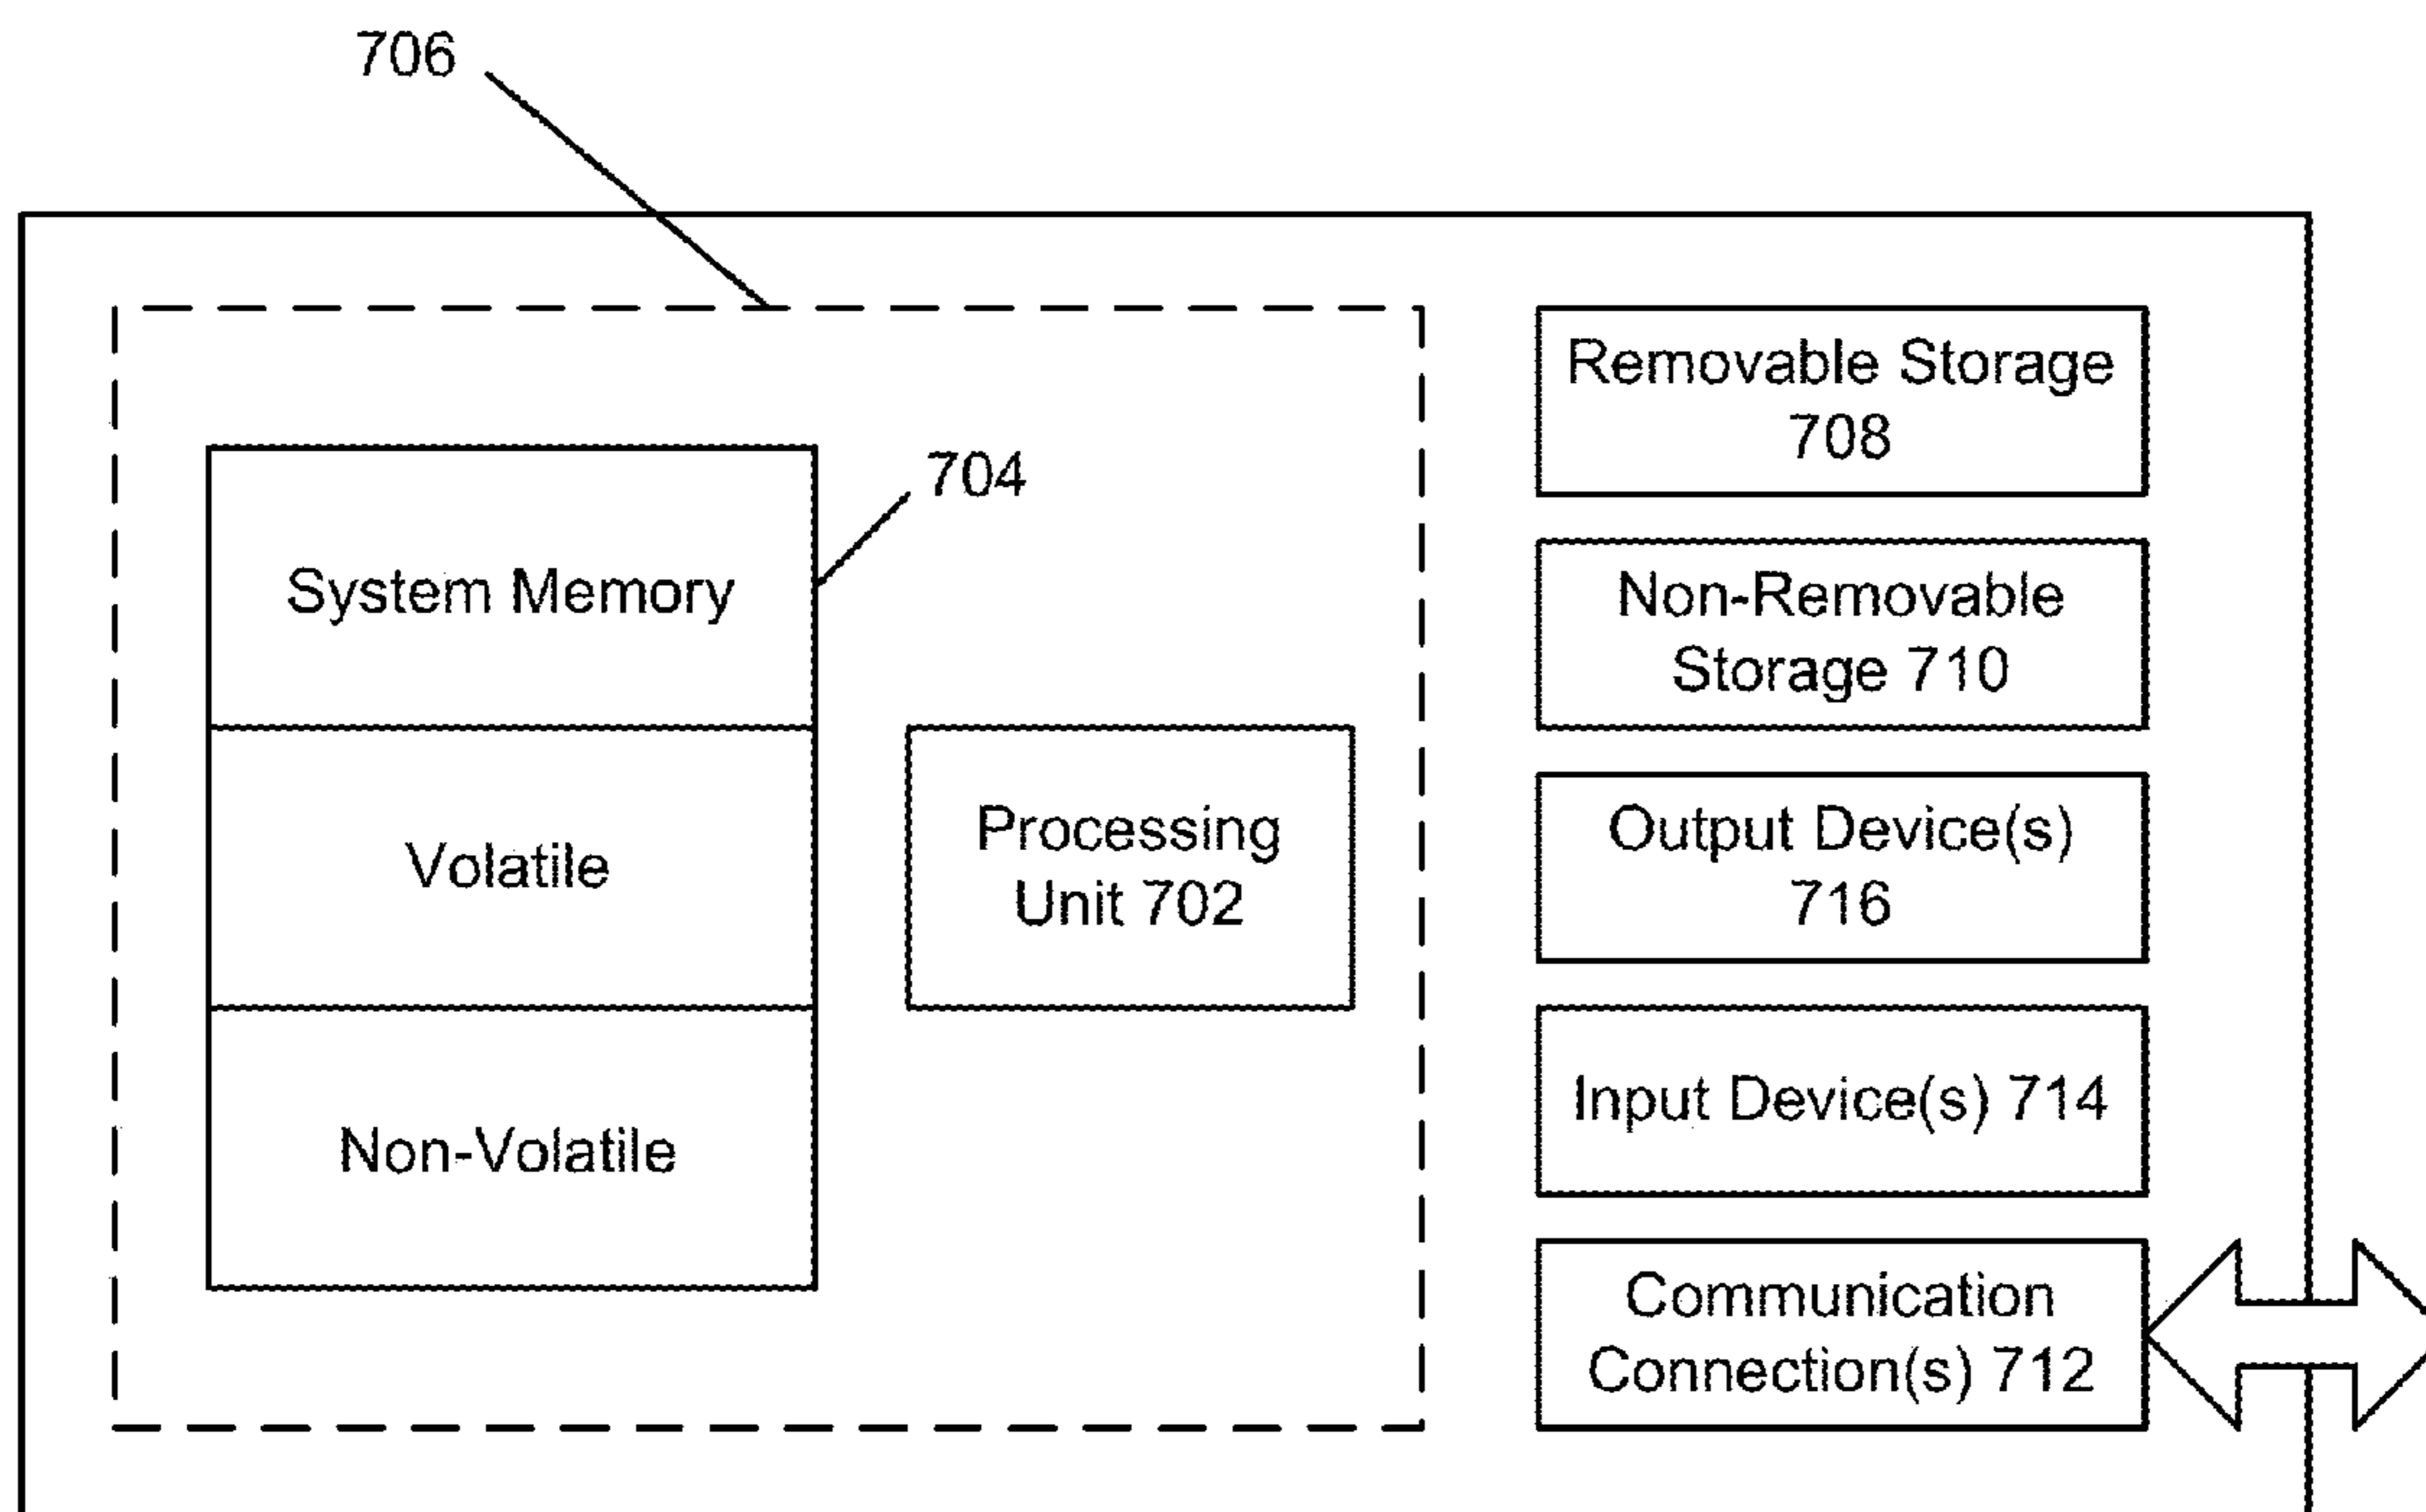 706
704
System Memory
Volatile
Non-Volatile
Processing
Unit 702
Removable Storage
708
Non-Removable
Storage 710
Output Device(s)
716
Input Device(s) 714
Communication
Connection(s) 712